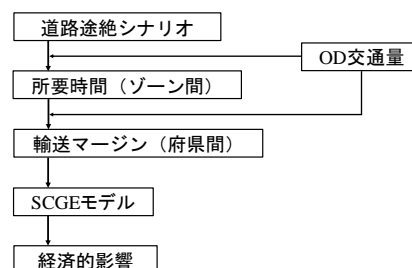 道路途絶シナリオ
OD交通量
所要時間（ゾーン間）
輸送マージン（府県間）
SCGEモデル
経済的影響